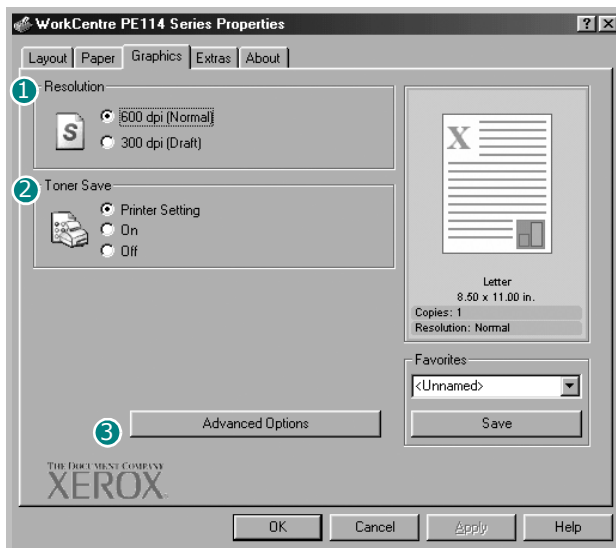 WorkCentre PE114 Series Properties
Layout Paper Graphics Extras About
1
Resolution
S
600 dpi (Normal)
300 dpi (Draft)
2
Toner Save
Printer Setting
On
Off
X
Letter
8.50 x 11.00 in.
Copies: 1
Resolution: Normal
Favorites
<Unnamed>
Save
3
Advanced Options
THE DOCUMENT COMPANY
XEROX
OK Cancel Apply Help